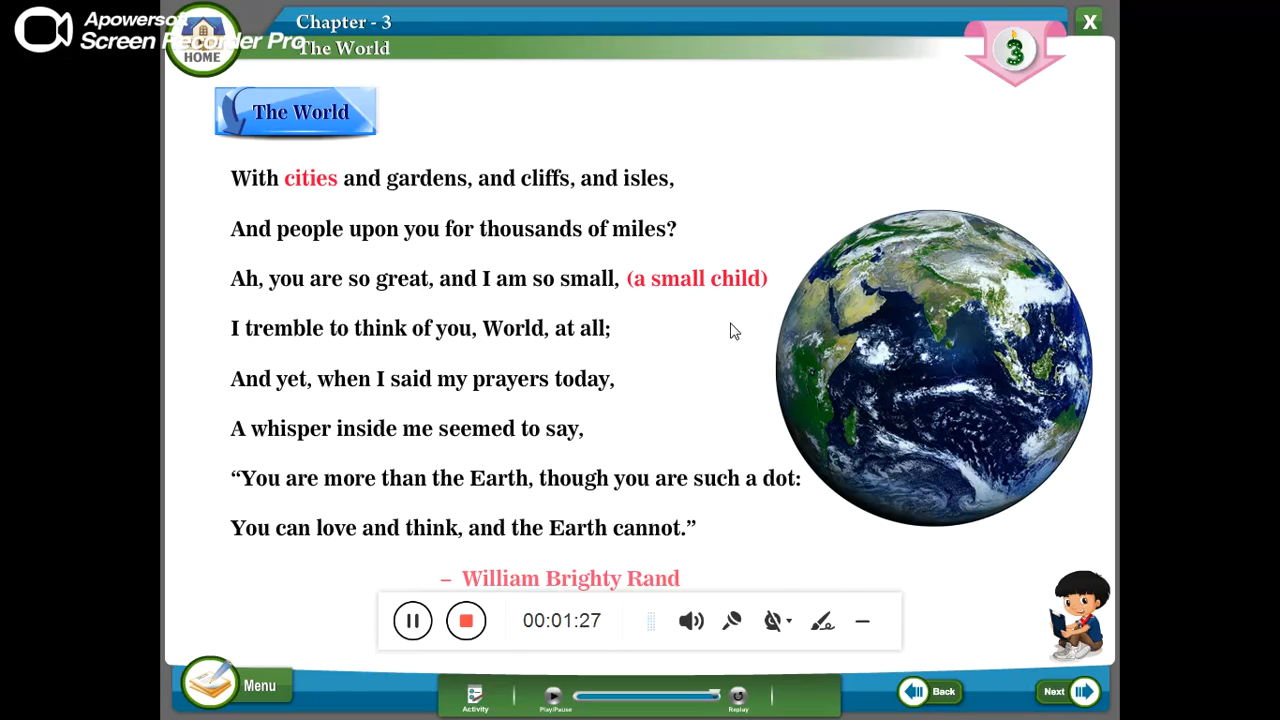 Apowersoft
Screen Recorder Pro
HOME
Chapter - 3
The World
3
X
The World
With cities and gardens, and cliffs, and isles,
And people upon you for thousands of miles?
Ah, you are so great, and I am so small, (a small child)
I tremble to think of you, World, at all;
And yet, when I said my prayers today,
A whisper inside me seemed to say,
“You are more than the Earth, though you are such a dot:
You can love and think, and the Earth cannot.”
– William Brighty Rand
00:01:27
Menu
Activity
Play/Pause
Replay
Back
Next